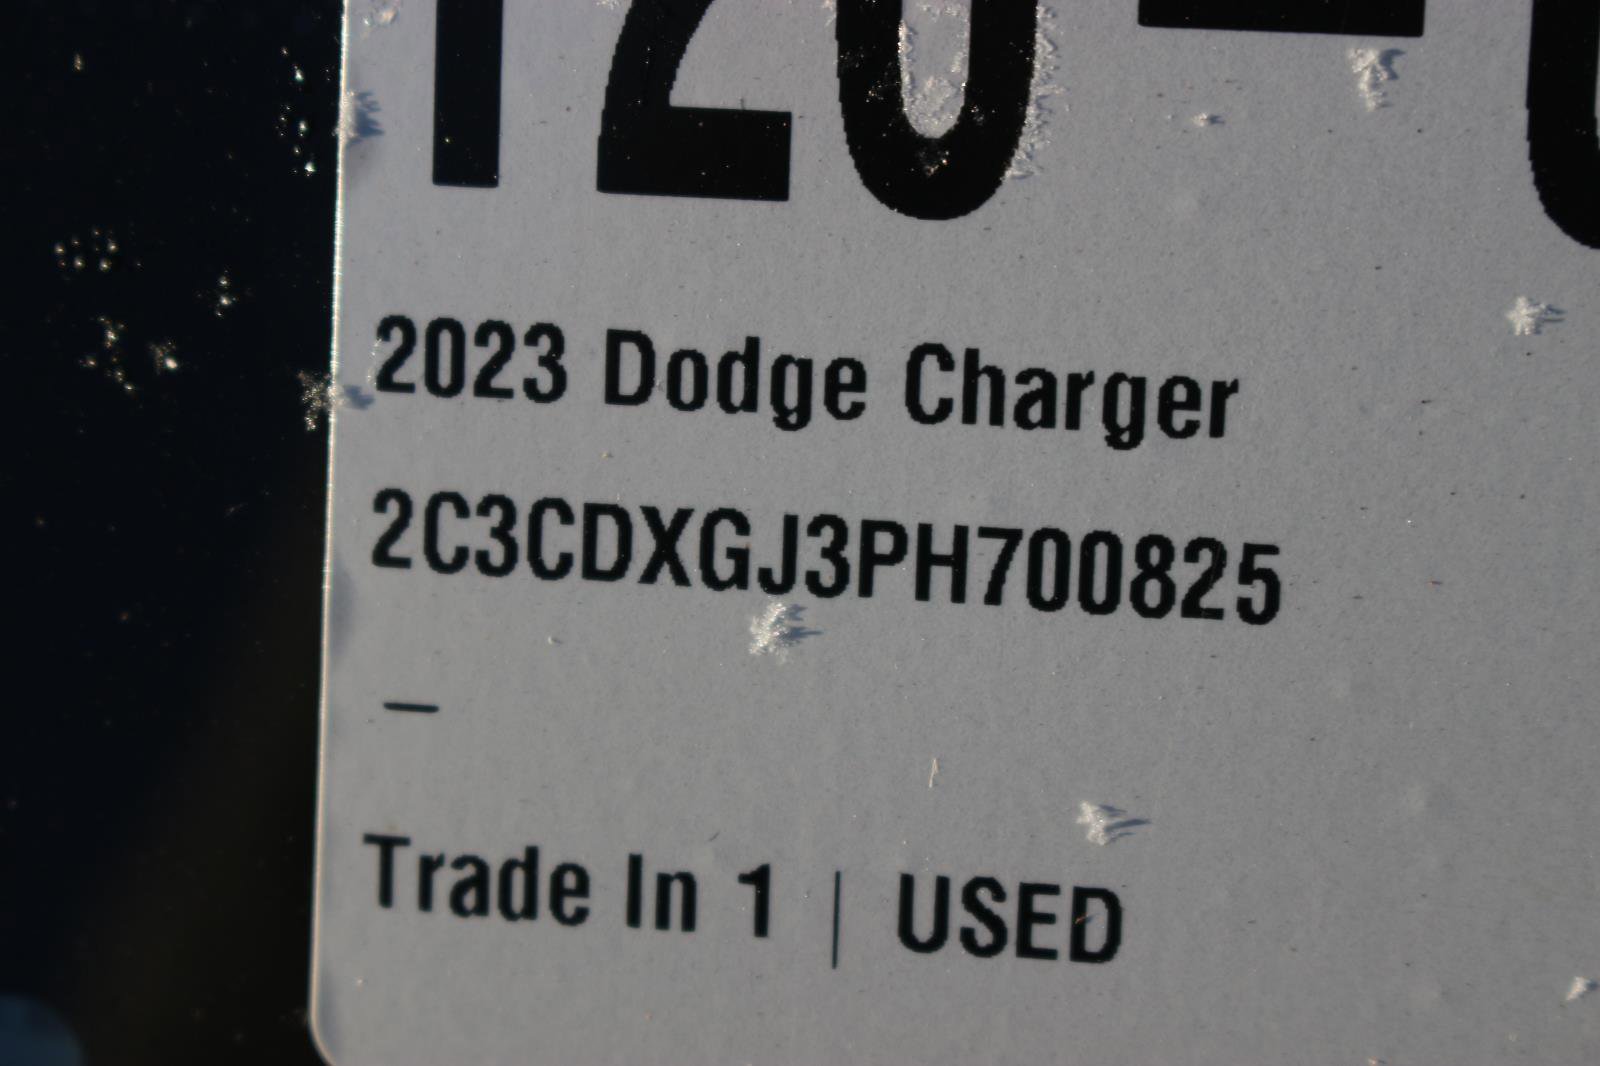 2023 Dodge Charger
2C3CDXGJ3PH700825
–
Trade In 1 | USED